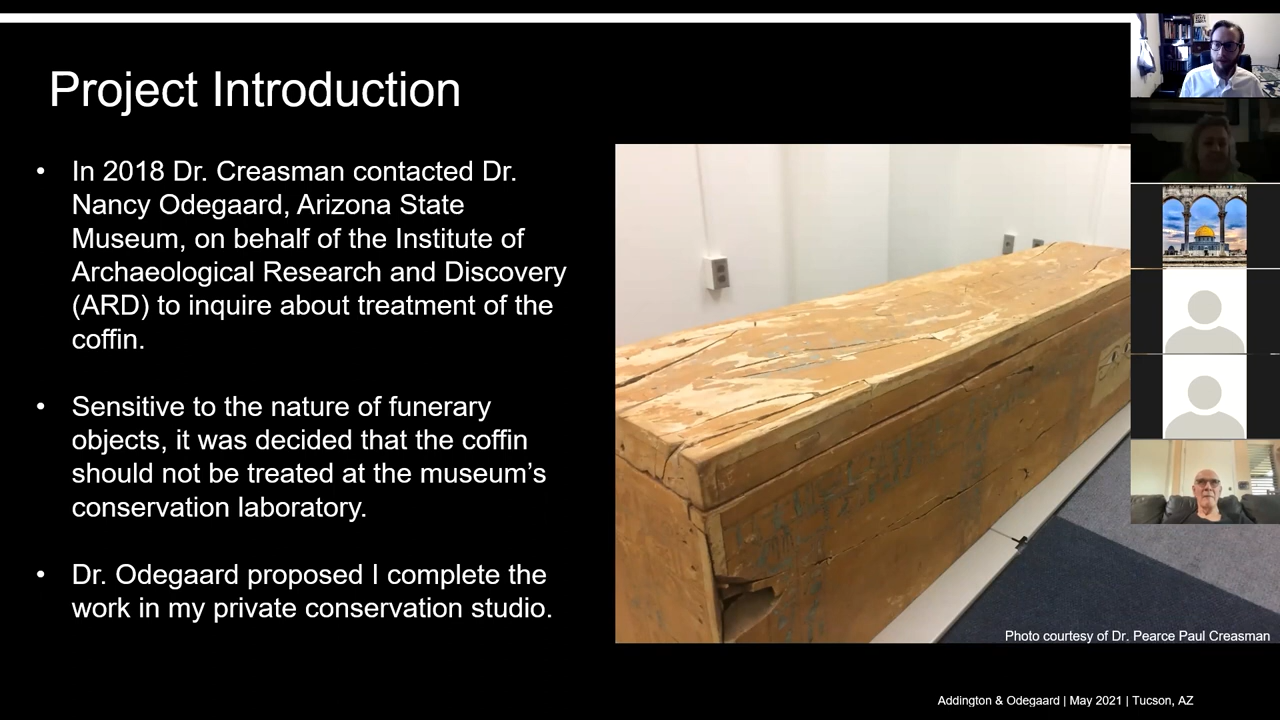 Project Introduction
• In 2018 Dr. Creasman contacted Dr.
Nancy Odegaard, Arizona State
Museum, on behalf of the Institute of
Archaeological Research and Discovery
(ARD) to inquire about treatment of the
coffin.
• Sensitive to the nature of funerary
objects, it was decided that the coffin
should not be treated at the museum’s
conservation laboratory.
• Dr. Odegaard proposed I complete the
work in my private conservation studio.
Photo courtesy of Dr. Pearce Paul Creasman
Addington & Odegaard | May 2021 | Tucson, AZ